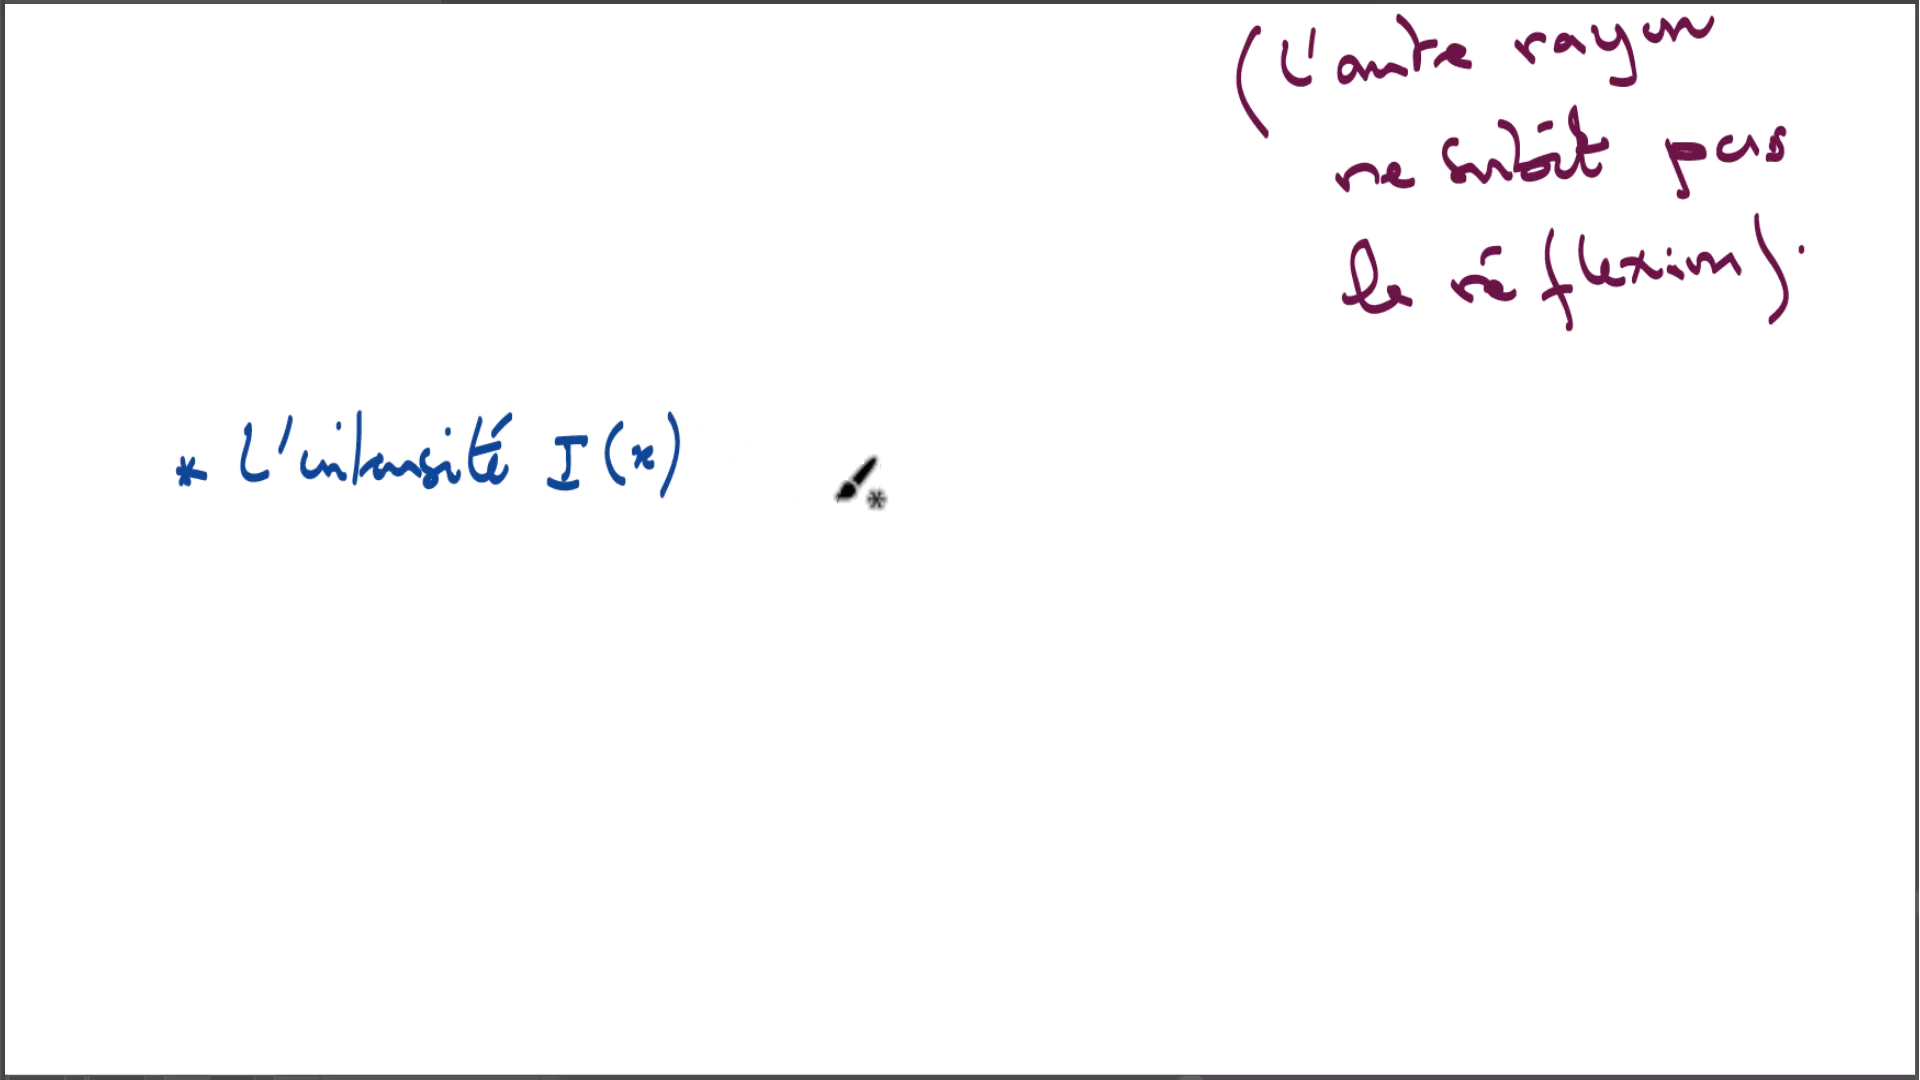 (L'autre rayon
ne subit pas
la réflexion).
* L'intensité I(x)